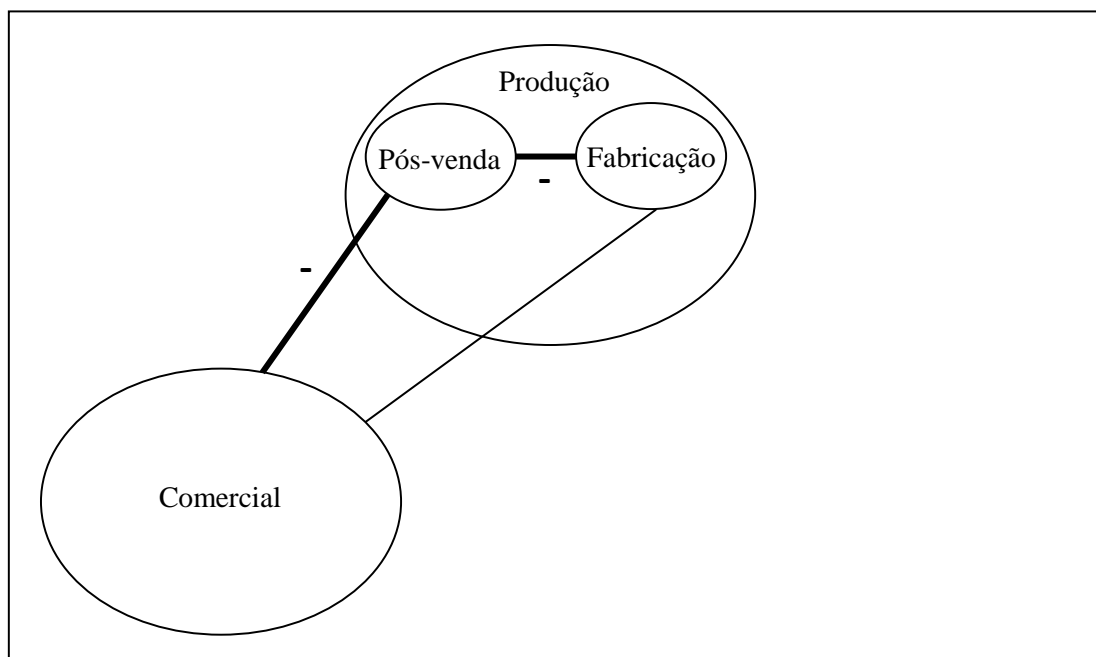 Produção
Pós-venda
Fabricação
-
-
Comercial